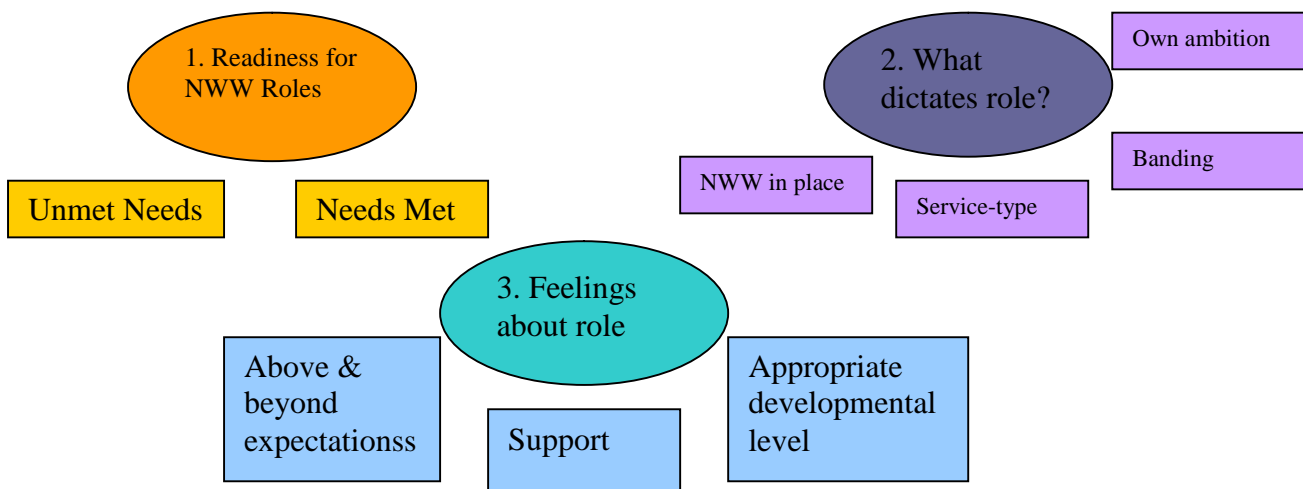 1. Readiness for
NWW Roles
Unmet Needs
Needs Met
2. What
dictates role?
Own ambition
Banding
NWW in place
Service-type
3. Feelings
about role
Above &
beyond
expectationss
Support
Appropriate
developmental
level